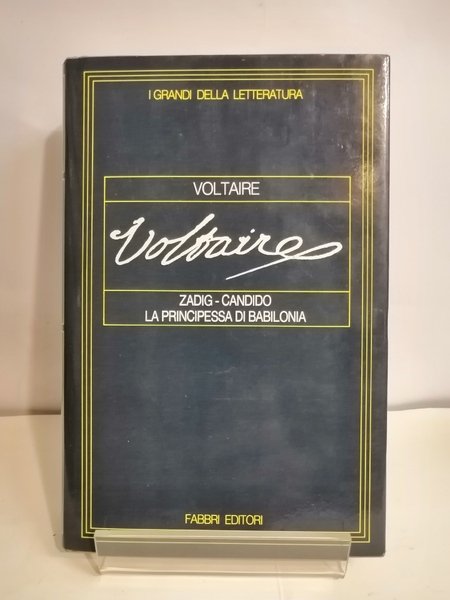 I GRANDI DELLA LETTERATURA
VOLTAIRE
Voltaire
ZADIG - CANDIDO
LA PRINCIPESSA DI BABILONIA
FABBRI EDITORI